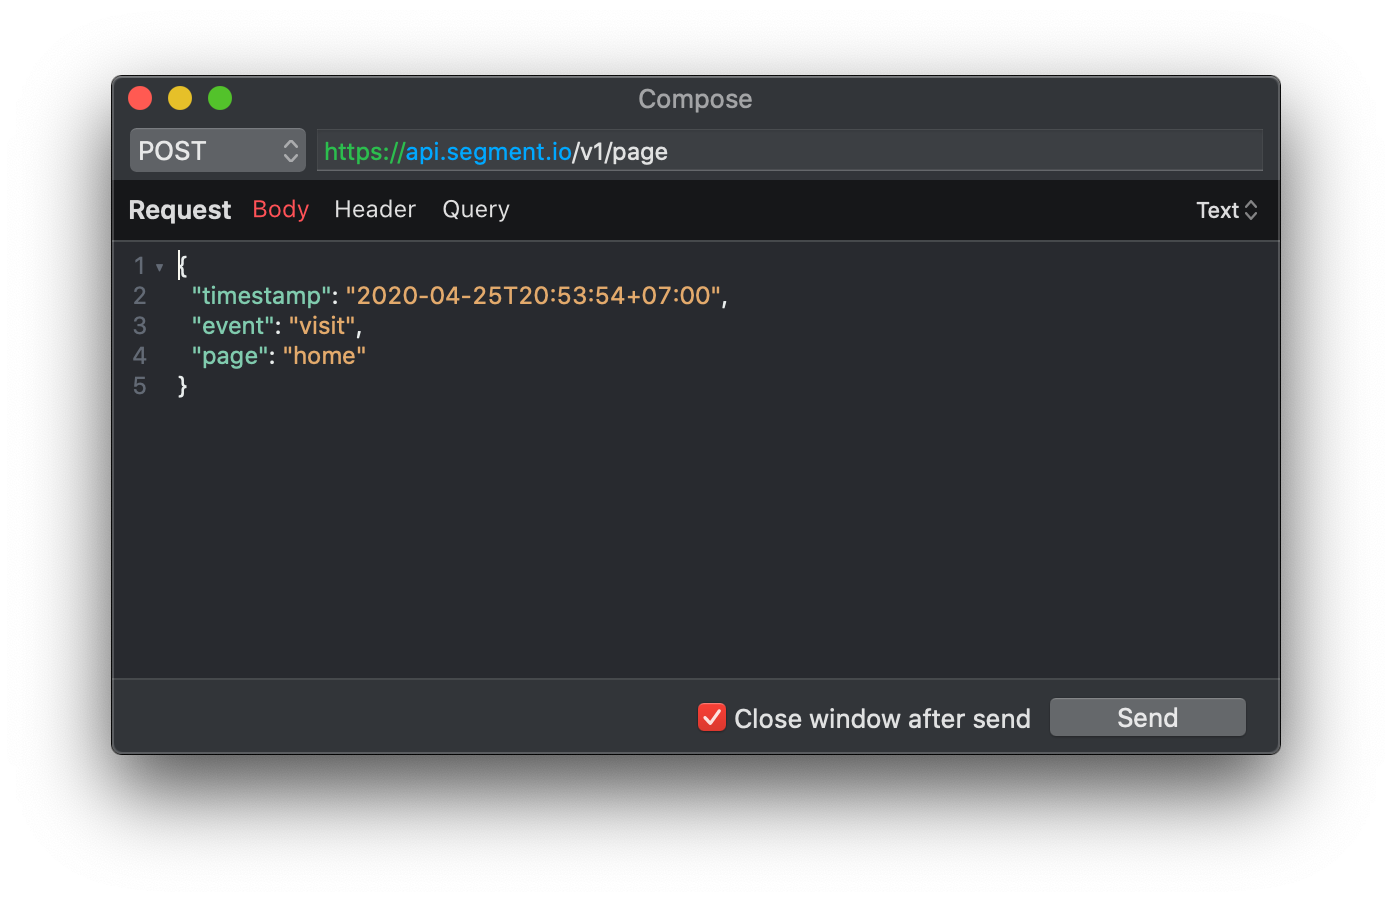 Compose
POST https://api.segment.io/v1/page
Request Body Header Query Text
1 {
2 "timestamp": "2020-04-25T20:53:54+07:00",
3 "event": "visit",
4 "page": "home"
5 }
Close window after send Send